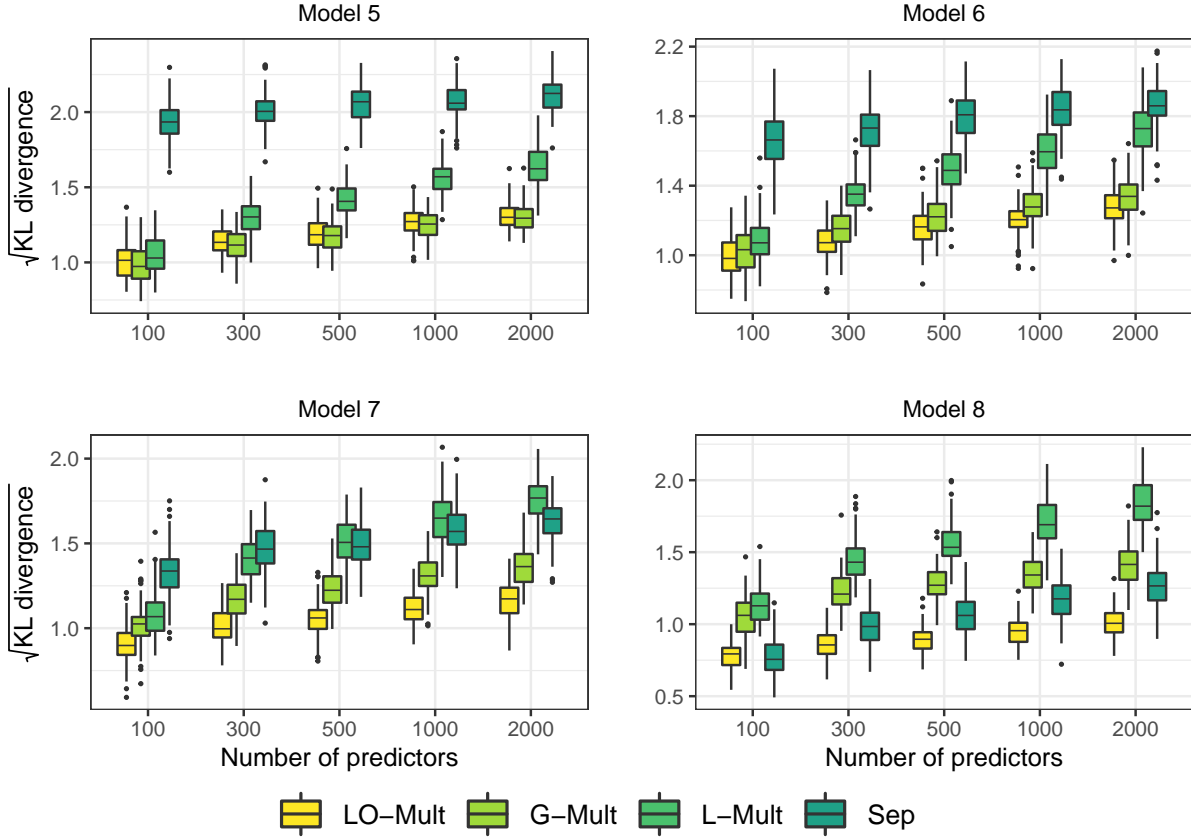 Model 5
Model 6
√KL divergence
2.0
1.5
1.0
2.2
1.8
1.4
1.0
100 300 500 1000 2000
100 300 500 1000 2000
Model 7
Model 8
√KL divergence
2.0
1.5
1.0
2.0
1.5
1.0
0.5
100 300 500 1000 2000
100 300 500 1000 2000
Number of predictors
Number of predictors
LO−Mult G−Mult L−Mult Sep